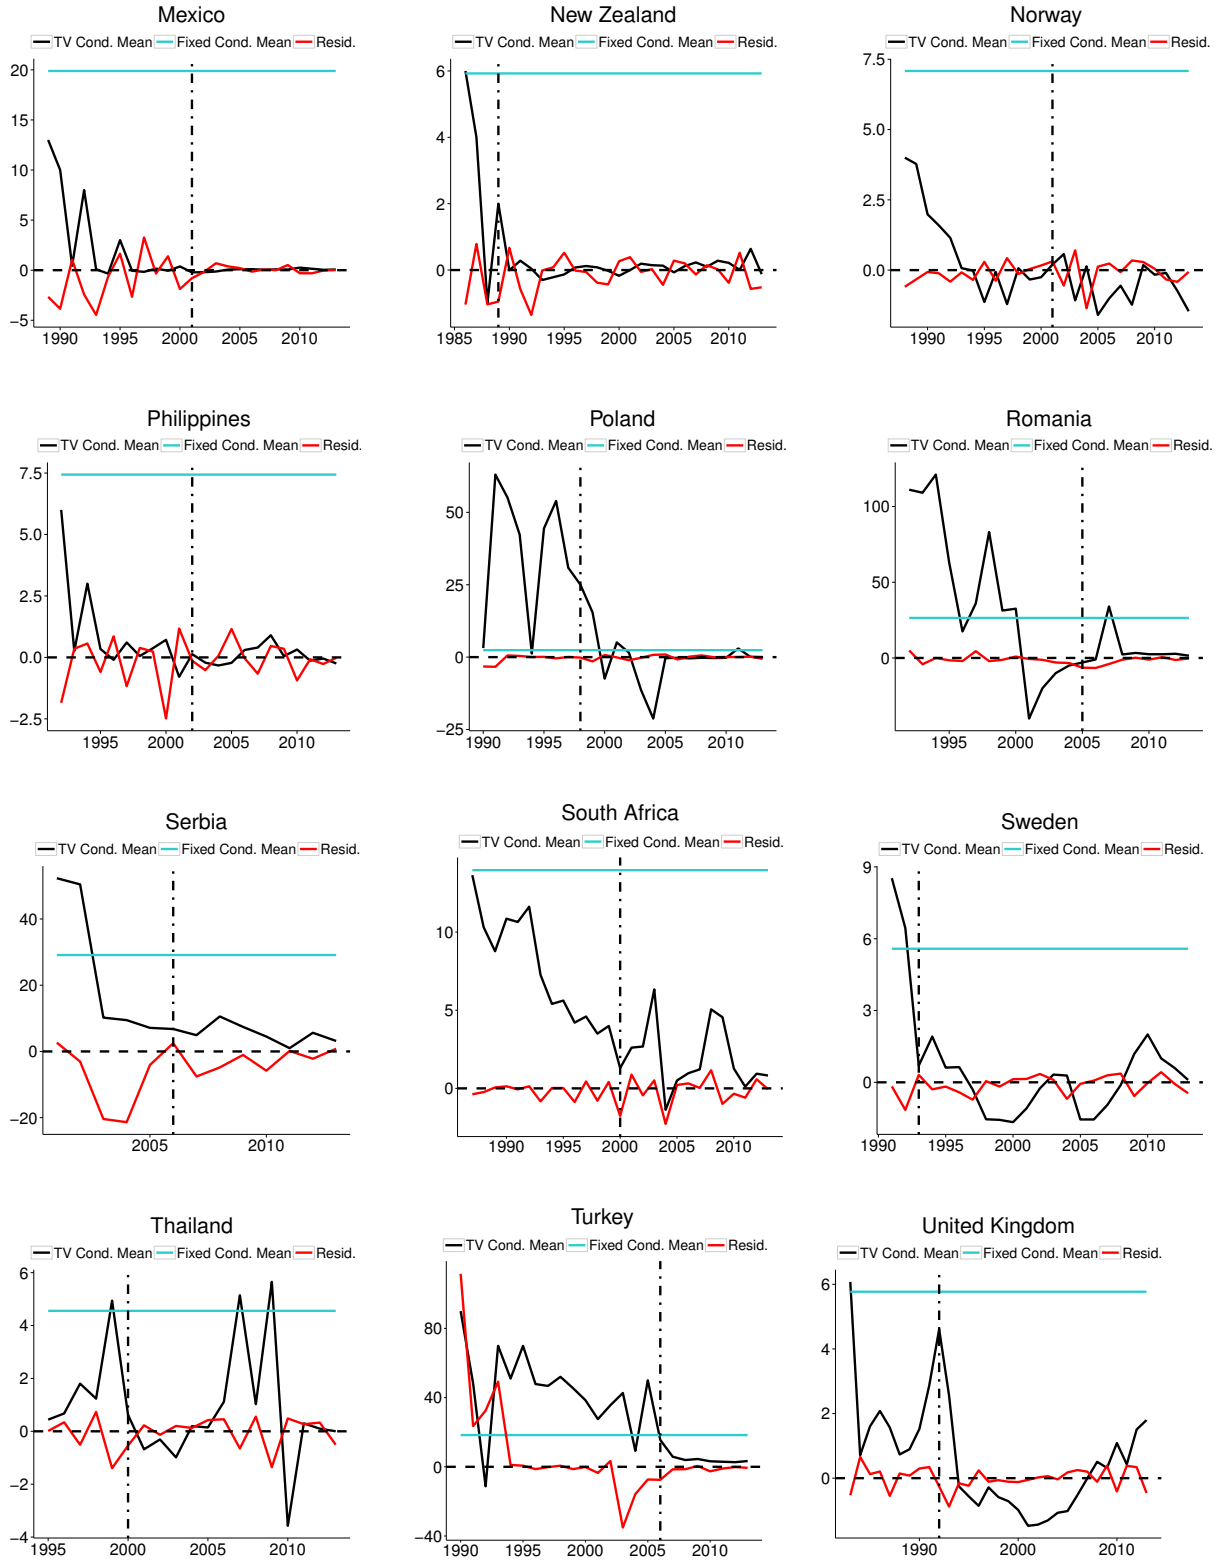 Mexico
TV Cond. Mean Fixed Cond. Mean Resid.
20
15
10
5
0
−5
1990 1995 2000 2005 2010
New Zealand
TV Cond. Mean Fixed Cond. Mean Resid.
6
4
2
0
1985 1990 1995 2000 2005 2010
Norway
TV Cond. Mean Fixed Cond. Mean Resid.
7.5
5.0
2.5
0.0
1990 1995 2000 2005 2010
Philippines
TV Cond. Mean Fixed Cond. Mean Resid.
7.5
5.0
2.5
0.0
−2.5
1995 2000 2005 2010
Poland
TV Cond. Mean Fixed Cond. Mean Resid.
50
25
0
−25
1990 1995 2000 2005 2010
Romania
TV Cond. Mean Fixed Cond. Mean Resid.
100
50
0
1995 2000 2005 2010
Serbia
TV Cond. Mean Fixed Cond. Mean Resid.
40
20
0
−20
2005 2010
South Africa
TV Cond. Mean Fixed Cond. Mean Resid.
10
5
0
1990 1995 2000 2005 2010
Sweden
TV Cond. Mean Fixed Cond. Mean Resid.
9
6
3
0
1990 1995 2000 2005 2010
Thailand
TV Cond. Mean Fixed Cond. Mean Resid.
6
4
2
0
−2
−4
1995 2000 2005 2010
Turkey
TV Cond. Mean Fixed Cond. Mean Resid.
80
40
0
−40
1990 1995 2000 2005 2010
United Kingdom
TV Cond. Mean Fixed Cond. Mean Resid.
6
4
2
0
1990 2000 2010